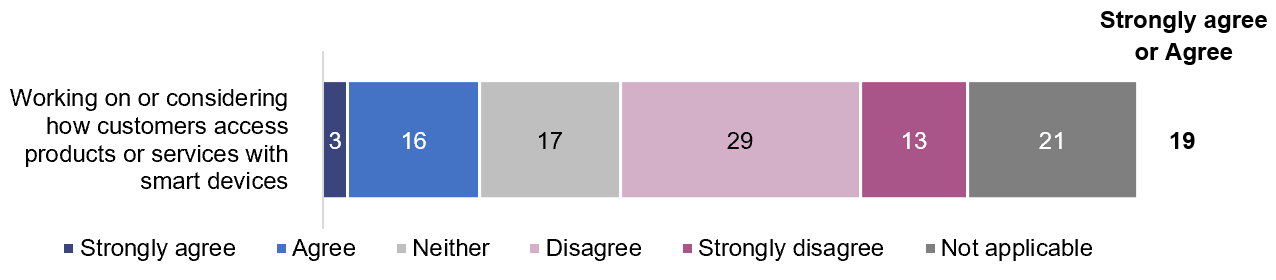 Strongly agree
or Agree
Working on or considering
how customers access
products or services with
smart devices
3 16 17 29 13 21 19
Strongly agree Agree Neither Disagree Strongly disagree Not applicable